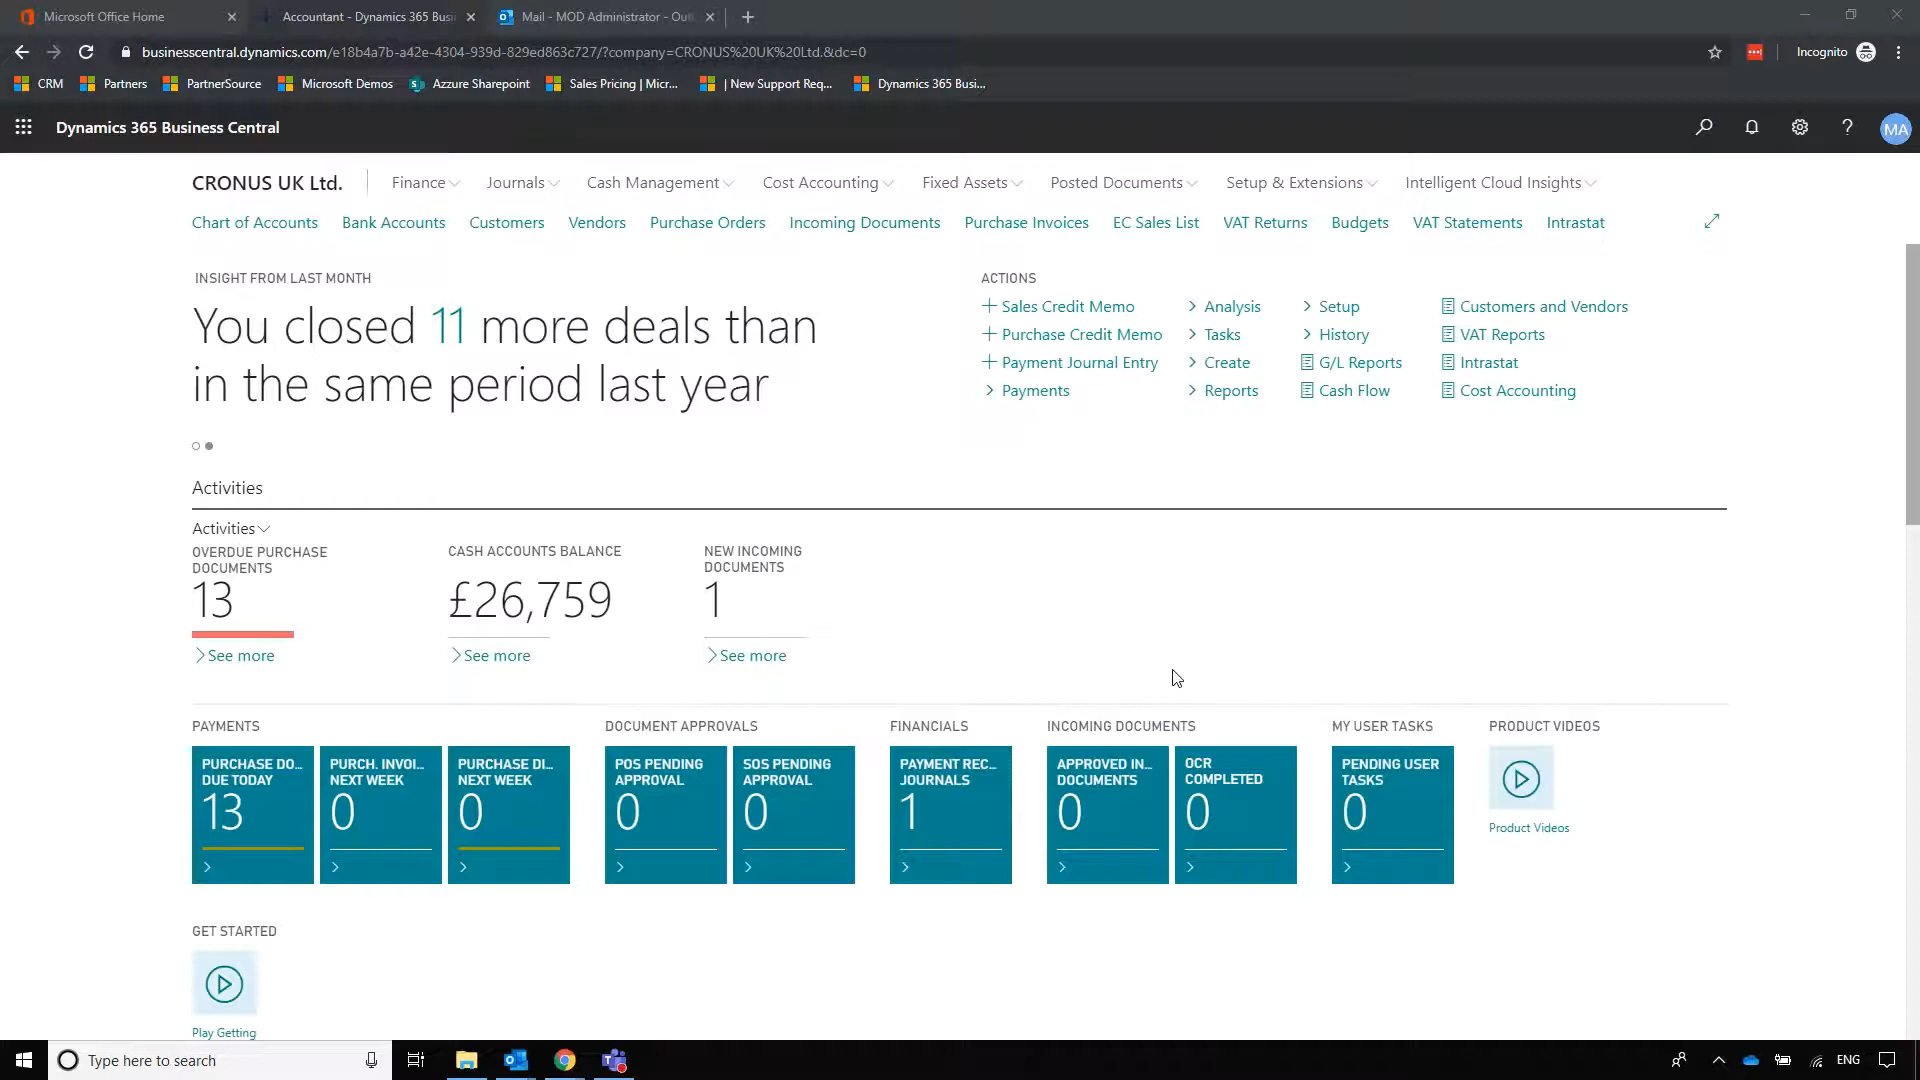 Microsoft Office Home
Accountant - Dynamics 365 Busi
Mail - MOD Administrator - Out
businesscentral.dynamics.com/e18b4a7b-a42e-4304-939d-829ed863c727/?company=CRONUS%20UK%20Ltd.&dc=0
Incognito
CRM
Partners
PartnerSource
Microsoft Demos
Azzure Sharepoint
Sales Pricing | Micr...
| New Support Req...
Dynamics 365 Busi...
Dynamics 365 Business Central
MA
CRONUS UK Ltd.
Finance
Journals
Cash Management
Cost Accounting
Fixed Assets
Posted Documents
Setup & Extensions
Intelligent Cloud Insights
Chart of Accounts
Bank Accounts
Customers
Vendors
Purchase Orders
Incoming Documents
Purchase Invoices
EC Sales List
VAT Returns
Budgets
VAT Statements
Intrastat
INSIGHT FROM LAST MONTH
You closed 11 more deals than
in the same period last year
ACTIONS
Sales Credit Memo
Purchase Credit Memo
Payment Journal Entry
Payments
Analysis
Tasks
Create
Reports
Setup
History
G/L Reports
Cash Flow
Customers and Vendors
VAT Reports
Intrastat
Cost Accounting
Activities
Activities
OVERDUE PURCHASE
DOCUMENTS
13
See more
CASH ACCOUNTS BALANCE
£26,759
See more
NEW INCOMING
DOCUMENTS
1
See more
PAYMENTS
PURCHASE DO...
DUE TODAY
13
PURCH. INVOI...
NEXT WEEK
0
PURCHASE DI...
NEXT WEEK
0
DOCUMENT APPROVALS
POS PENDING
APPROVAL
0
SOS PENDING
APPROVAL
0
FINANCIALS
PAYMENT REC...
JOURNALS
1
INCOMING DOCUMENTS
APPROVED IN...
DOCUMENTS
0
OCR
COMPLETED
0
MY USER TASKS
PENDING USER
TASKS
0
PRODUCT VIDEOS
Product Videos
GET STARTED
Play Getting
Type here to search
ENG